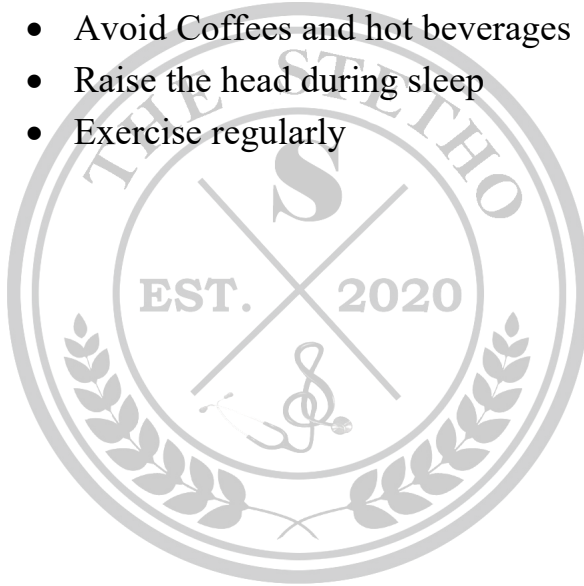 • Avoid Coffees and hot beverages
• Raise the head during sleep
• Exercise regularly
THE STETHO
S
EST. 2020